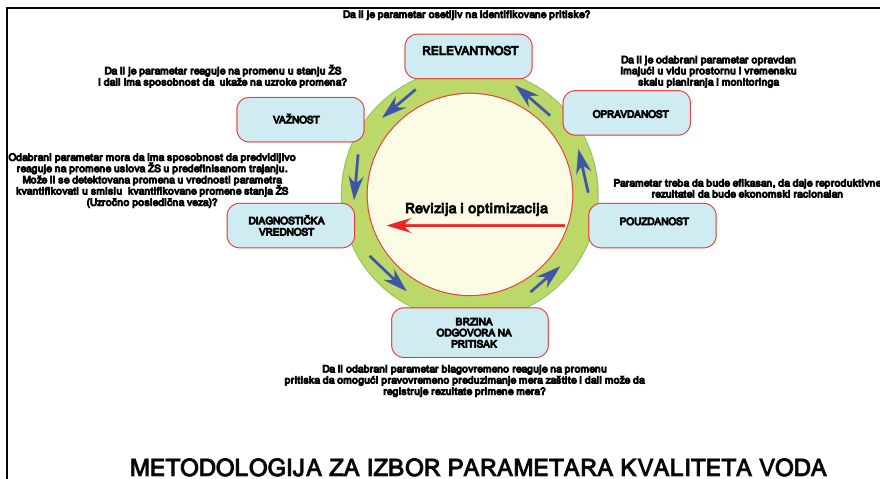 Da li je parametar osetijiv na identifikovane pritiske?
RELEVANTNOST
Da li je parametar reaguje na promenu u stanju ŽS
i dali ima sposobnost da ukaže na uzroke promena?
Da li je odabrani parametar opravdan
imajući u vidu prostornu i vremensku
skalu planiranja i monitoringa
VAŽNOST
OPRAVDANOST
Odabrani parametar mora da ima sposobnost da predvidljivo
reaguje na promene uslova ŽS u predefinisanom trajanju.
Može li se detektovana promena u vrednosti parametra
kvantifikovati u smislu kvantifikovane promene stanja ŽS
(Uzročno posledična veza)?
Parametar treba da bude efikasan, da daje reproduktivne
rezultatei da bude ekonomski racionalan
Revizija i optimizacija
DIAGNOSTIČKA
VREDNOST
POUZDANOST
BRZINA
ODGOVORA NA
PRITISAK
Da li odabrani parametar blagovremeno reaguje na promenu
pritiska da omogući pravovremeno preduzimanje mera zaštite i dali može da
registruje rezultate primene mera?
METODOLOGIJA ZA IZBOR PARAMETARA KVALITETA VODA